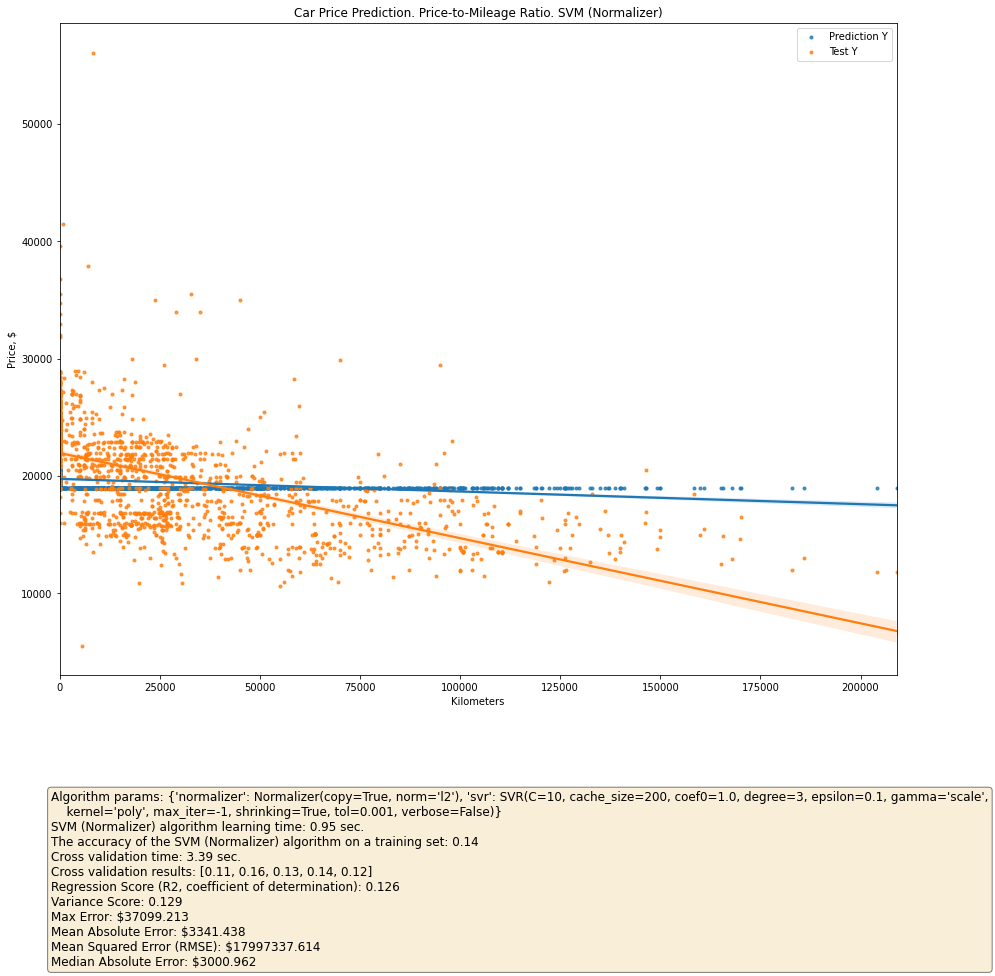 Car Price Prediction. Price-to-Mileage Ratio. SVM (Normalizer)
Prediction Y
Test Y
Price, $
50000
40000
30000
20000
10000
0
25000
50000
75000
100000
125000
150000
175000
200000
Kilometers
Algorithm params: {'normalizer': Normalizer(copy=True, norm='l2'), 'svr': SVR(C=10, cache_size=200, coef0=1.0, degree=3, epsilon=0.1, gamma='scale',
kernel='poly', max_iter=-1, shrinking=True, tol=0.001, verbose=False)}
SVM (Normalizer) algorithm learning time: 0.95 sec.
The accuracy of the SVM (Normalizer) algorithm on a training set: 0.14
Cross validation time: 3.39 sec.
Cross validation results: [0.11, 0.16, 0.13, 0.14, 0.12]
Regression Score (R2, coefficient of determination): 0.126
Variance Score: 0.129
Max Error: $37099.213
Mean Absolute Error: $3341.438
Mean Squared Error (RMSE): $17997337.614
Median Absolute Error: $3000.962